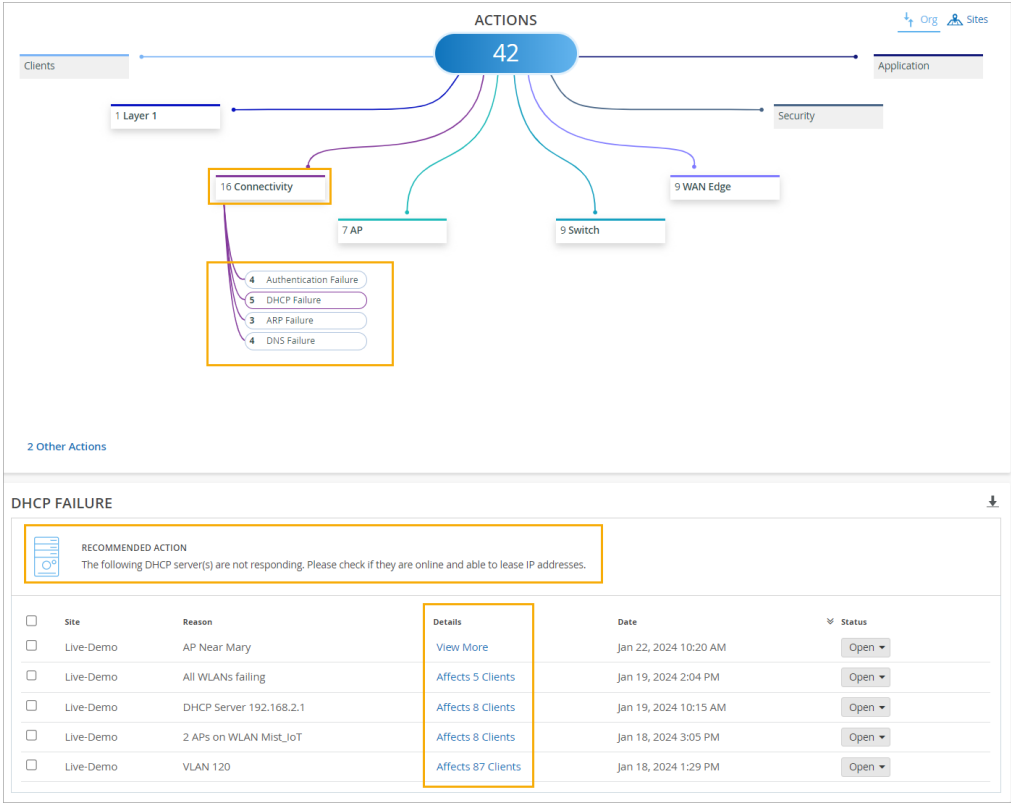 ACTIONS
Org Sites
42
Clients
Application
1 Layer 1
Security
16 Connectivity
9 WAN Edge
7 AP
9 Switch
4 Authentication Failure
5 DHCP Failure
3 ARP Failure
4 DNS Failure
2 Other Actions
DHCP FAILURE
RECOMMENDED ACTION
The following DHCP server(s) are not responding. Please check if they are online and able to lease IP addresses.
Site Reason Details Date Status
Live-Demo AP Near Mary View More Jan 22, 2024 10:20 AM Open
Live-Demo All WLANs failing Affects 5 Clients Jan 19, 2024 2:04 PM Open
Live-Demo DHCP Server 192.168.2.1 Affects 8 Clients Jan 19, 2024 10:15 AM Open
Live-Demo 2 APs on WLAN Mist_IoT Affects 8 Clients Jan 18, 2024 3:05 PM Open
Live-Demo VLAN 120 Affects 87 Clients Jan 18, 2024 1:29 PM Open